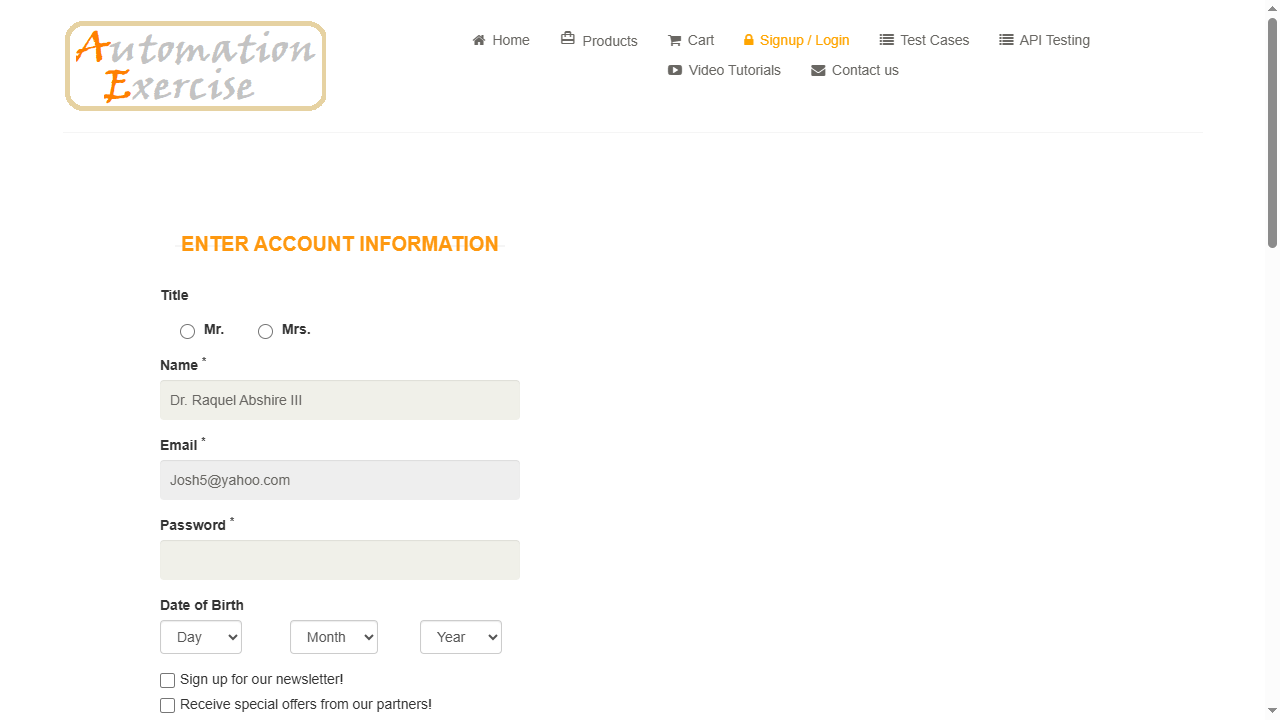 Automation
Exercise
Home
Products
Cart
Signup / Login
Test Cases
API Testing
Video Tutorials
Contact us
ENTER ACCOUNT INFORMATION
Title
Mr.
Mrs.
Name *
Dr. Raquel Abshire III
Email *
Josh5@yahoo.com
Password *
Date of Birth
Day
Month
Year
Sign up for our newsletter!
Receive special offers from our partners!